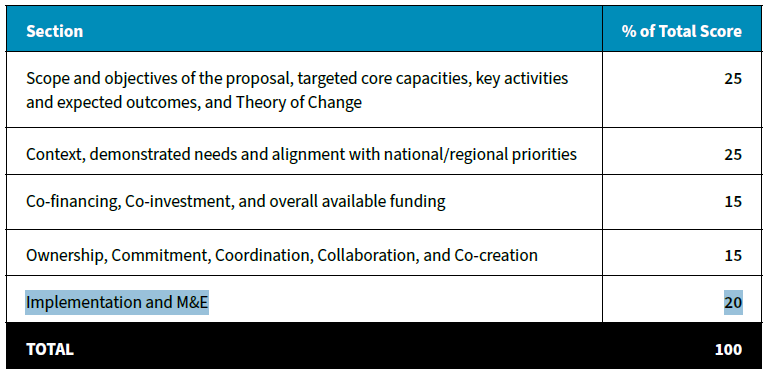 Section % of Total Score
Scope and objectives of the proposal, targeted core capacities, key activities 25
and expected outcomes, and Theory of Change
Context, demonstrated needs and alignment with national/regional priorities 25
Co-financing, Co-investment, and overall available funding 15
Ownership, Commitment, Coordination, Collaboration, and Co-creation 15
Implementation and M&E 20
TOTAL 100